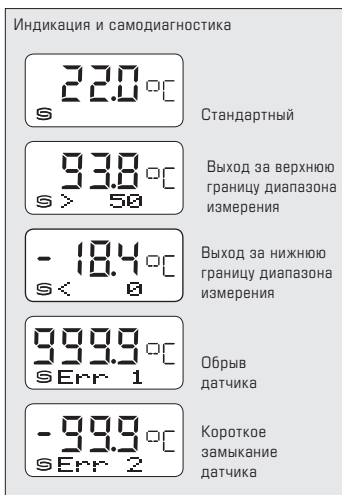 Индикация и самодиагностика
22.0 °C
S
Стандартный
93.8 °C
S > 50
Выход за верхнюю
границу диапазона
измерения
- 18.4 °C
S < 0
Выход за нижнюю
границу диапазона
измерения
999.9 °C
S Err 1
Обрыв
датчика
- 99.9 °C
S Err 2
Короткое
замыкание
датчика